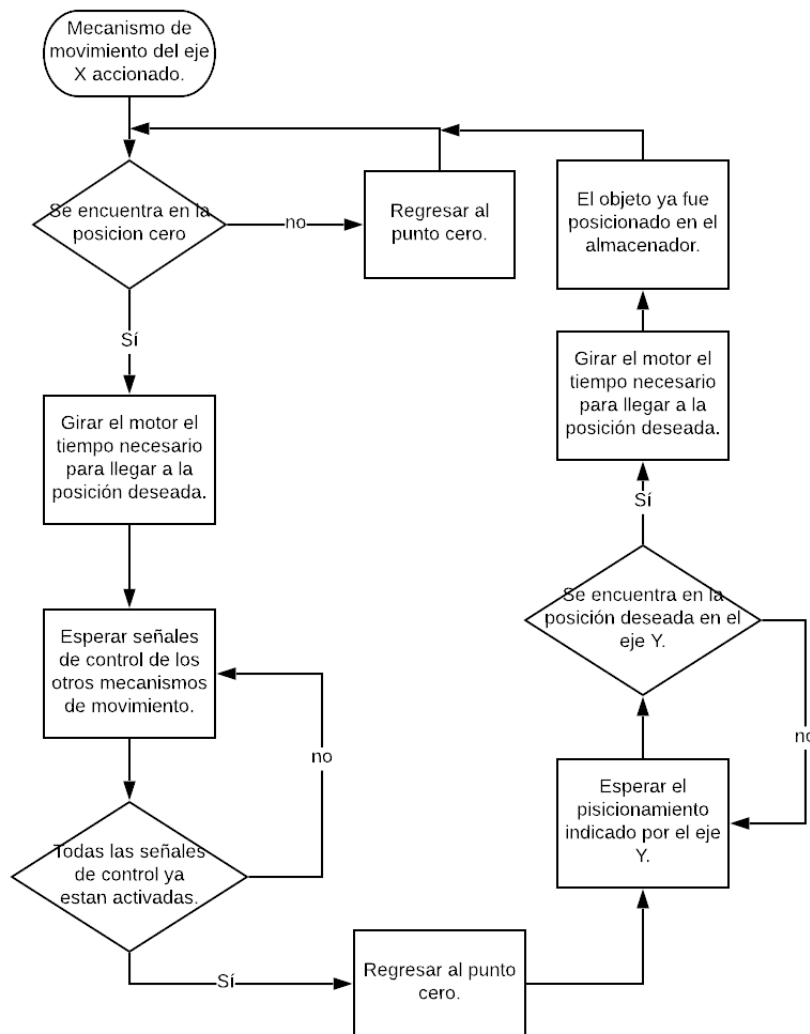 Mecanismo de
movimiento del eje
X accionado.
Se encuentra en la
posicion cero
no
Regresar al
punto cero.
El objeto ya fue
posicionado en el
almacenador.
Sí
Girar el motor el
tiempo necesario
para llegar a la
posición deseada.
Girar el motor el
tiempo necesario
para llegar a la
posición deseada.
Sí
Esperar señales
de control de los
otros mecanismos
de movimiento.
Se encuentra en la
posición deseada en el
eje Y.
no
no
Todas las señales
de control ya
estan activadas.
Esperar el
pisicionamiento
indicado por el eje
Y.
Sí
Regresar al punto
cero.